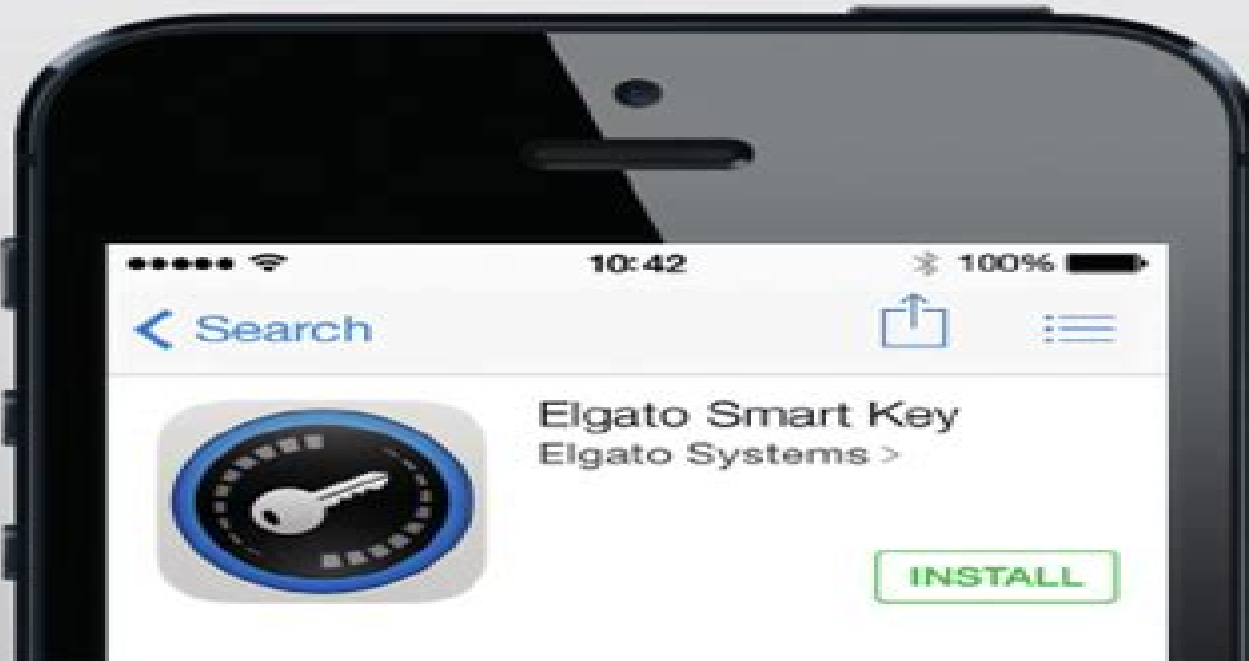 10:42
100%
Search
Elgato Smart Key
Elgato Systems >
INSTALL